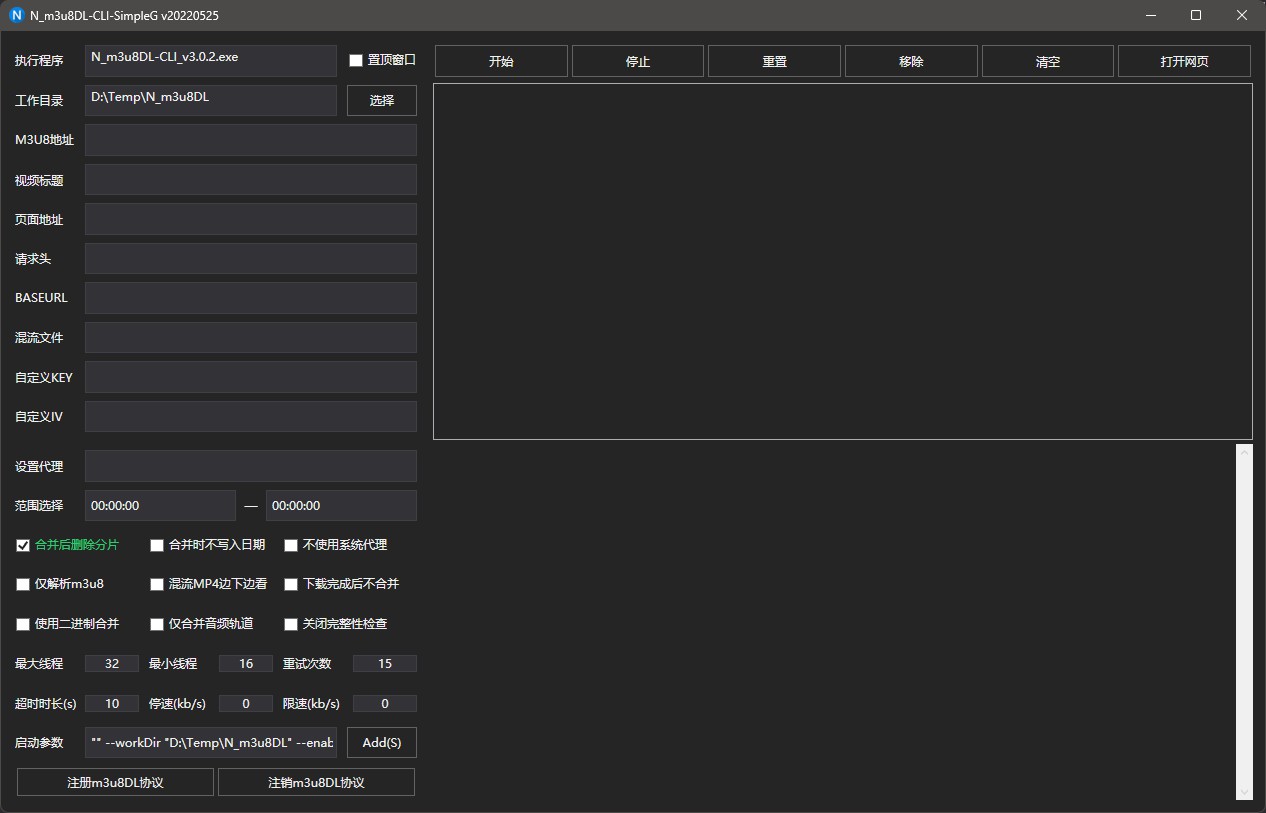 N_m3u8DL-CLI-SimpleG v20220525
执行程序 N_m3u8DL-CLI_v3.0.2.exe 置顶窗口 开始 停止 重置 移除 清空 打开网页
工作目录 D:\Temp\N_m3u8DL 选择
M3U8地址
视频标题
页面地址
请求头
BASEURL
混流文件
自定义KEY
自定义IV
设置代理
范围选择 00:00:00 — 00:00:00
合并后删除分片 合并时不写入日期 不使用系统代理
仅解析m3u8 混流MP4边下边看 下载完成后不合并
使用二进制合并 仅合并音频轨道 关闭完整性检查
最大线程 32 最小线程 16 重试次数 15
超时时长(s) 10 停速(kb/s) 0 限速(kb/s) 0
启动参数 "" --workDir "D:\Temp\N_m3u8DL" --enab Add(S)
注册m3u8DL协议 注销m3u8DL协议